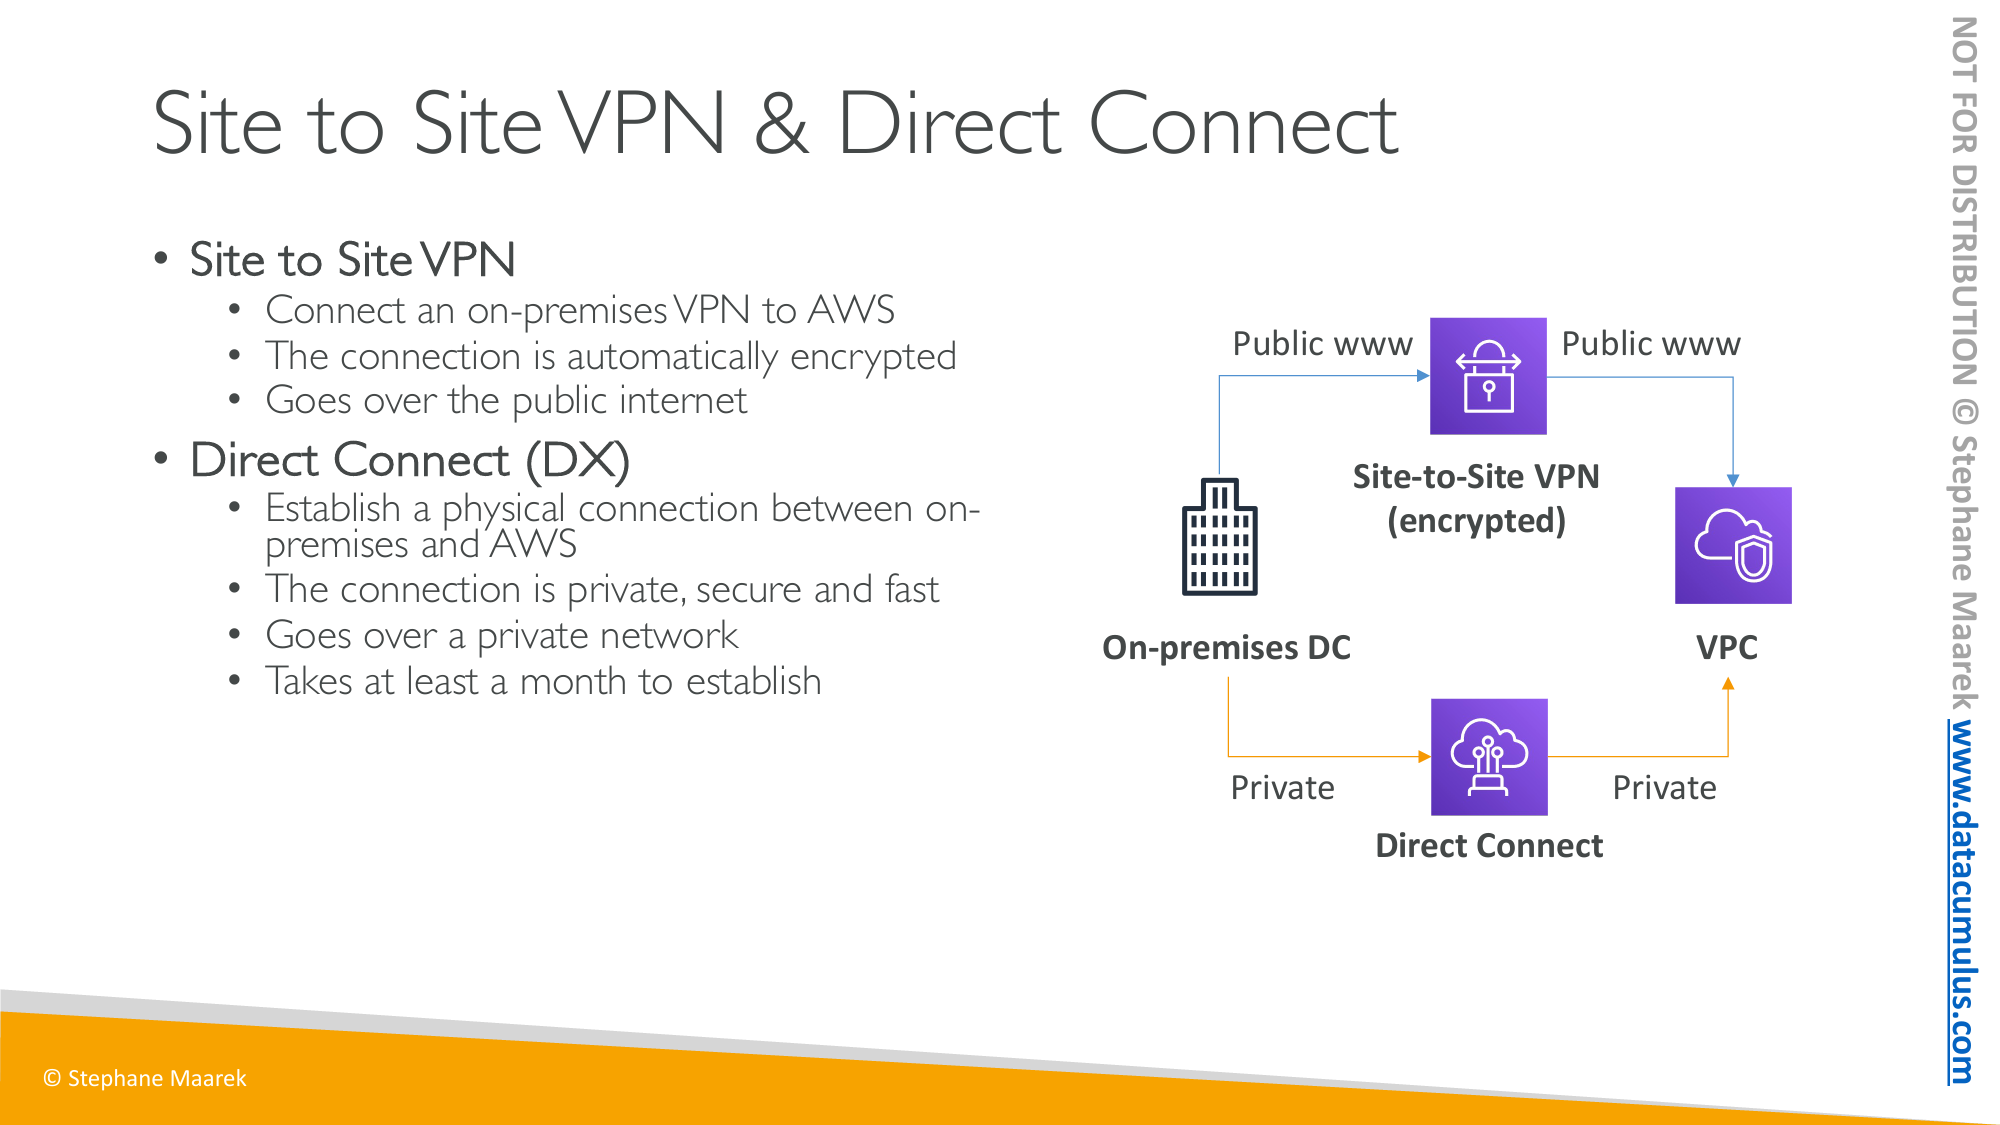 Site to Site VPN & Direct Connect
• Site to Site VPN
• Connect an on-premises VPN to AWS
• The connection is automatically encrypted
• Goes over the public internet
• Direct Connect (DX)
• Establish a physical connection between on-
premises and AWS
• The connection is private, secure and fast
• Goes over a private network
• Takes at least a month to establish
Public www
Public www
Site-to-Site VPN
(encrypted)
On-premises DC
VPC
Private
Private
Direct Connect
© Stephane Maarek
NOT FOR DISTRIBUTION © Stephane Maarek www.datacumulus.com